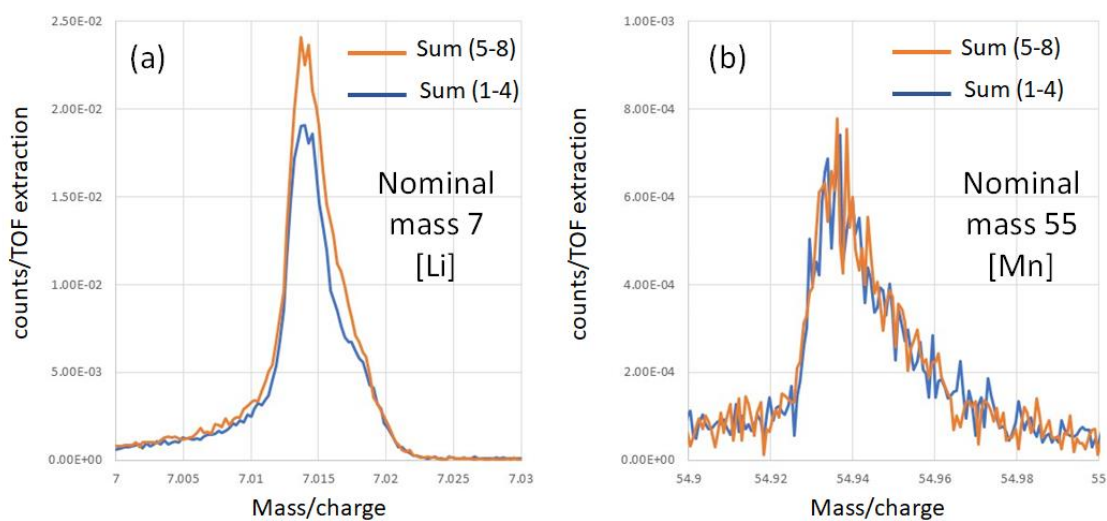 (a)
Sum (5-8)
Sum (1-4)
Nominal
mass 7
[Li]
counts/TOF extraction
2.50E-02
2.00E-02
1.50E-02
1.00E-02
5.00E-03
0.00E+00
7
7.005
7.01
7.015
7.02
7.025
7.03
Mass/charge
(b)
Sum (5-8)
Sum (1-4)
Nominal
mass 55
[Mn]
counts/TOF extraction
1.00E-03
8.00E-04
6.00E-04
4.00E-04
2.00E-04
0.00E+00
54.9
54.92
54.94
54.96
54.98
55
Mass/charge